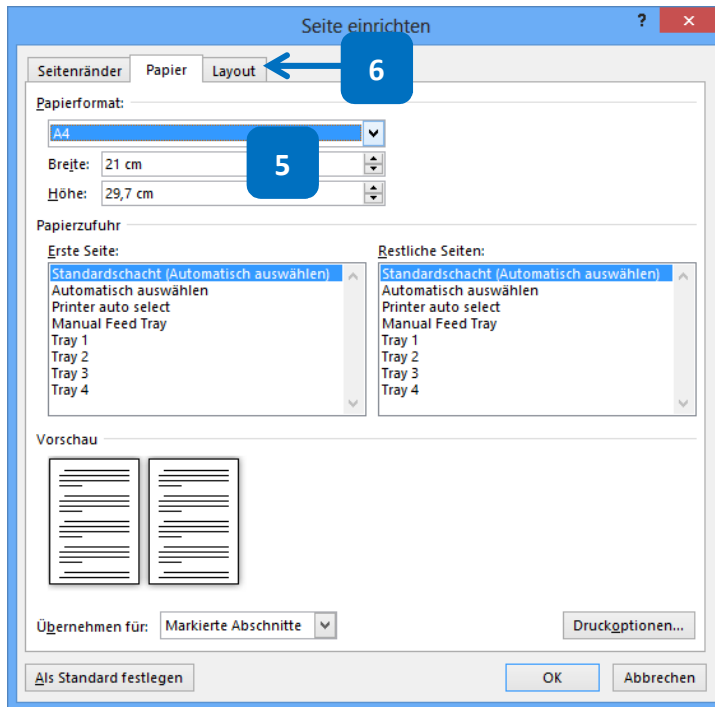 Seite einrichten
?
×
Seitenränder Papier Layout
6
Papierformat:
A4
Breite: 21 cm
5
Höhe: 29,7 cm
Papierzufuhr
Erste Seite:
Standardschacht (Automatisch auswählen)
Automatisch auswählen
Printer auto select
Manual Feed Tray
Tray 1
Tray 2
Tray 3
Tray 4
Restliche Seiten:
Standardschacht (Automatisch auswählen)
Automatisch auswählen
Printer auto select
Manual Feed Tray
Tray 1
Tray 2
Tray 3
Tray 4
Vorschau
Übernehmen für: Markierte Abschnitte
Druckoptionen...
Als Standard festlegen
OK
Abbrechen